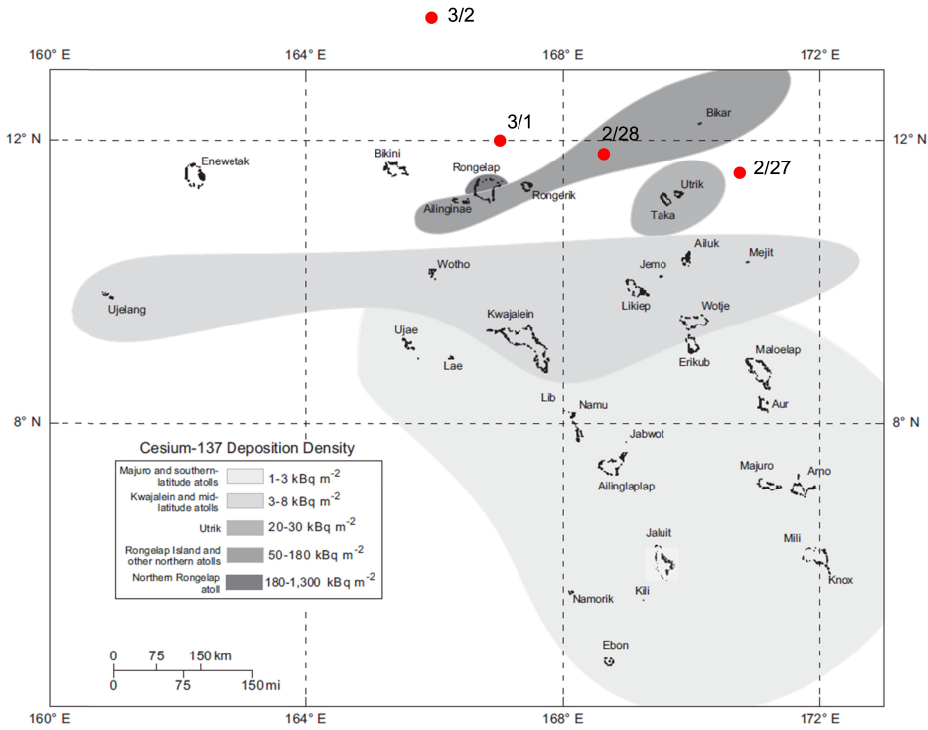 3/2
160° E
164° E
168° E
172° E
12° N
12° N
3/1
2/28
2/27
Bikar
Enewetak
Bikini
Rongelap
Rongerik
Ailinginae
Utrik
Taka
Ailuk
Mejit
Jemo
Likiep
Wotho
Ujelang
Wotje
Kwajalein
Erikub
Ujae
Lae
Maloelap
Aur
Lib
Namu
8° N
8° N
Jabwot
Ailinglaplap
Majuro
Arno
Jaluit
Mili
Knox
Kili
Namorik
Ebon
Cesium-137 Deposition Density
Majuro and southern-
latitude atolls
1-3 kBq m-2
Kwajalein and mid-
latitude atolls
3-8 kBq m-2
Utrik
20-30 kBq m-2
Rongelap Island and
other northern atolls
50-180 kBq m-2
Northern Rongelap
atoll
180-1,300 kBq m-2
0 75 150 km
0 75 150 mi
160° E
164° E
168° E
172° E